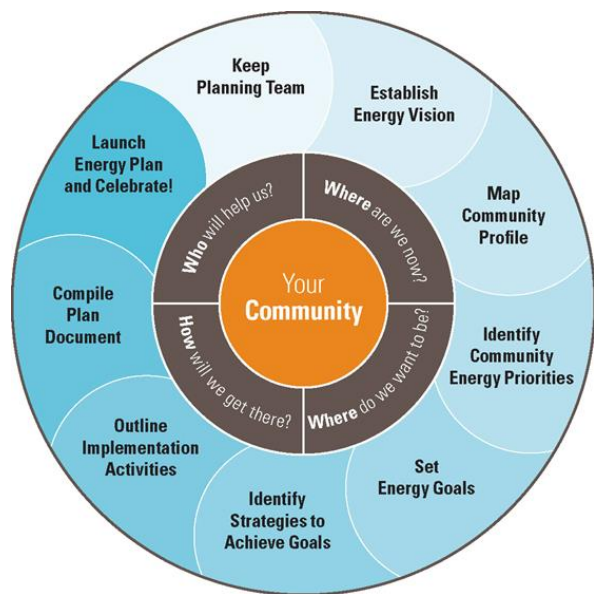 Keep
Planning Team
Establish
Energy Vision
Map
Community
Profile
Identify
Community
Energy Priorities
Set
Energy Goals
Identify
Strategies to
Achieve Goals
Outline
Implementation
Activities
Compile
Plan
Document
Launch
Energy Plan
and Celebrate!
Who will help us?
Where are we now?
Where do we want to be?
How will we get there?
Your
Community